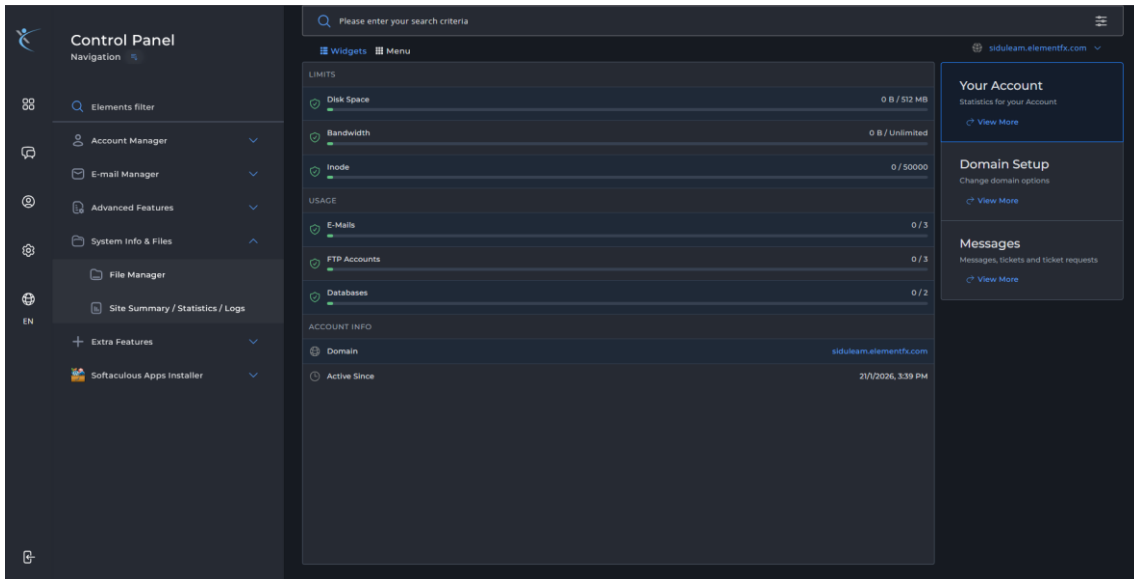 Control Panel
Navigation
EN
Elements filter
Account Manager
E-mail Manager
Advanced Features
System Info & Files
File Manager
Site Summary / Statistics / Logs
Extra Features
Softaculous Apps Installer
Please enter your search criteria
Widgets Menu
siduleam.elementfx.com
LIMITS
Disk Space 0 B / 512 MB
Bandwidth 0 B / Unlimited
Inode 0 / 50000
USAGE
E-Mails 0 / 3
FTP Accounts 0 / 3
Databases 0 / 2
ACCOUNT INFO
Domain siduleam.elementfx.com
Active Since 21/1/2026, 3:39 PM
Your Account
Statistics for your Account
View More
Domain Setup
Change domain options
View More
Messages
Messages, tickets and ticket requests
View More